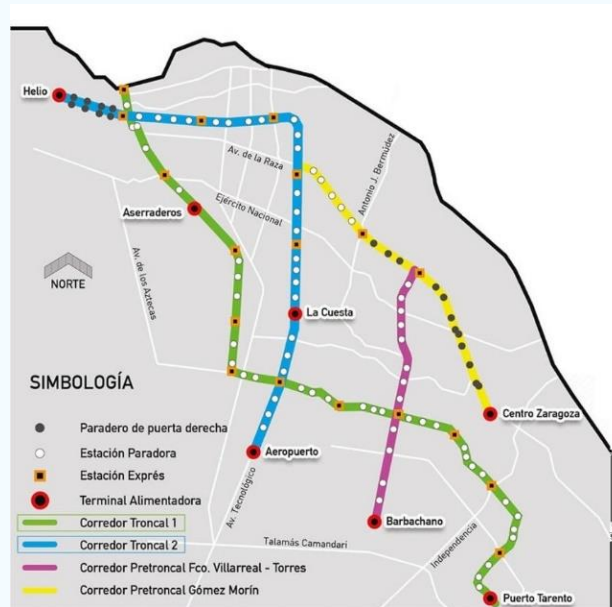 Helio
Av. de la Raza
Antonio J. Bermúdez
Ejército Nacional
Aserraderos
Av. de los Aztecas
NORTE
La Cuesta
SIMBOLOGÍA
Paradero de puerta derecha
Estación Paradora
Estación Exprés
Terminal Alimentadora
Corredor Troncal 1
Corredor Troncal 2
Corredor Pretroncal Fco. Villarreal - Torres
Corredor Pretroncal Gómez Morín
Centro Zaragoza
Aeropuerto
Av. Tecnológico
Barbachano
Talamás Camandari
Independencia
Puerto Tarento